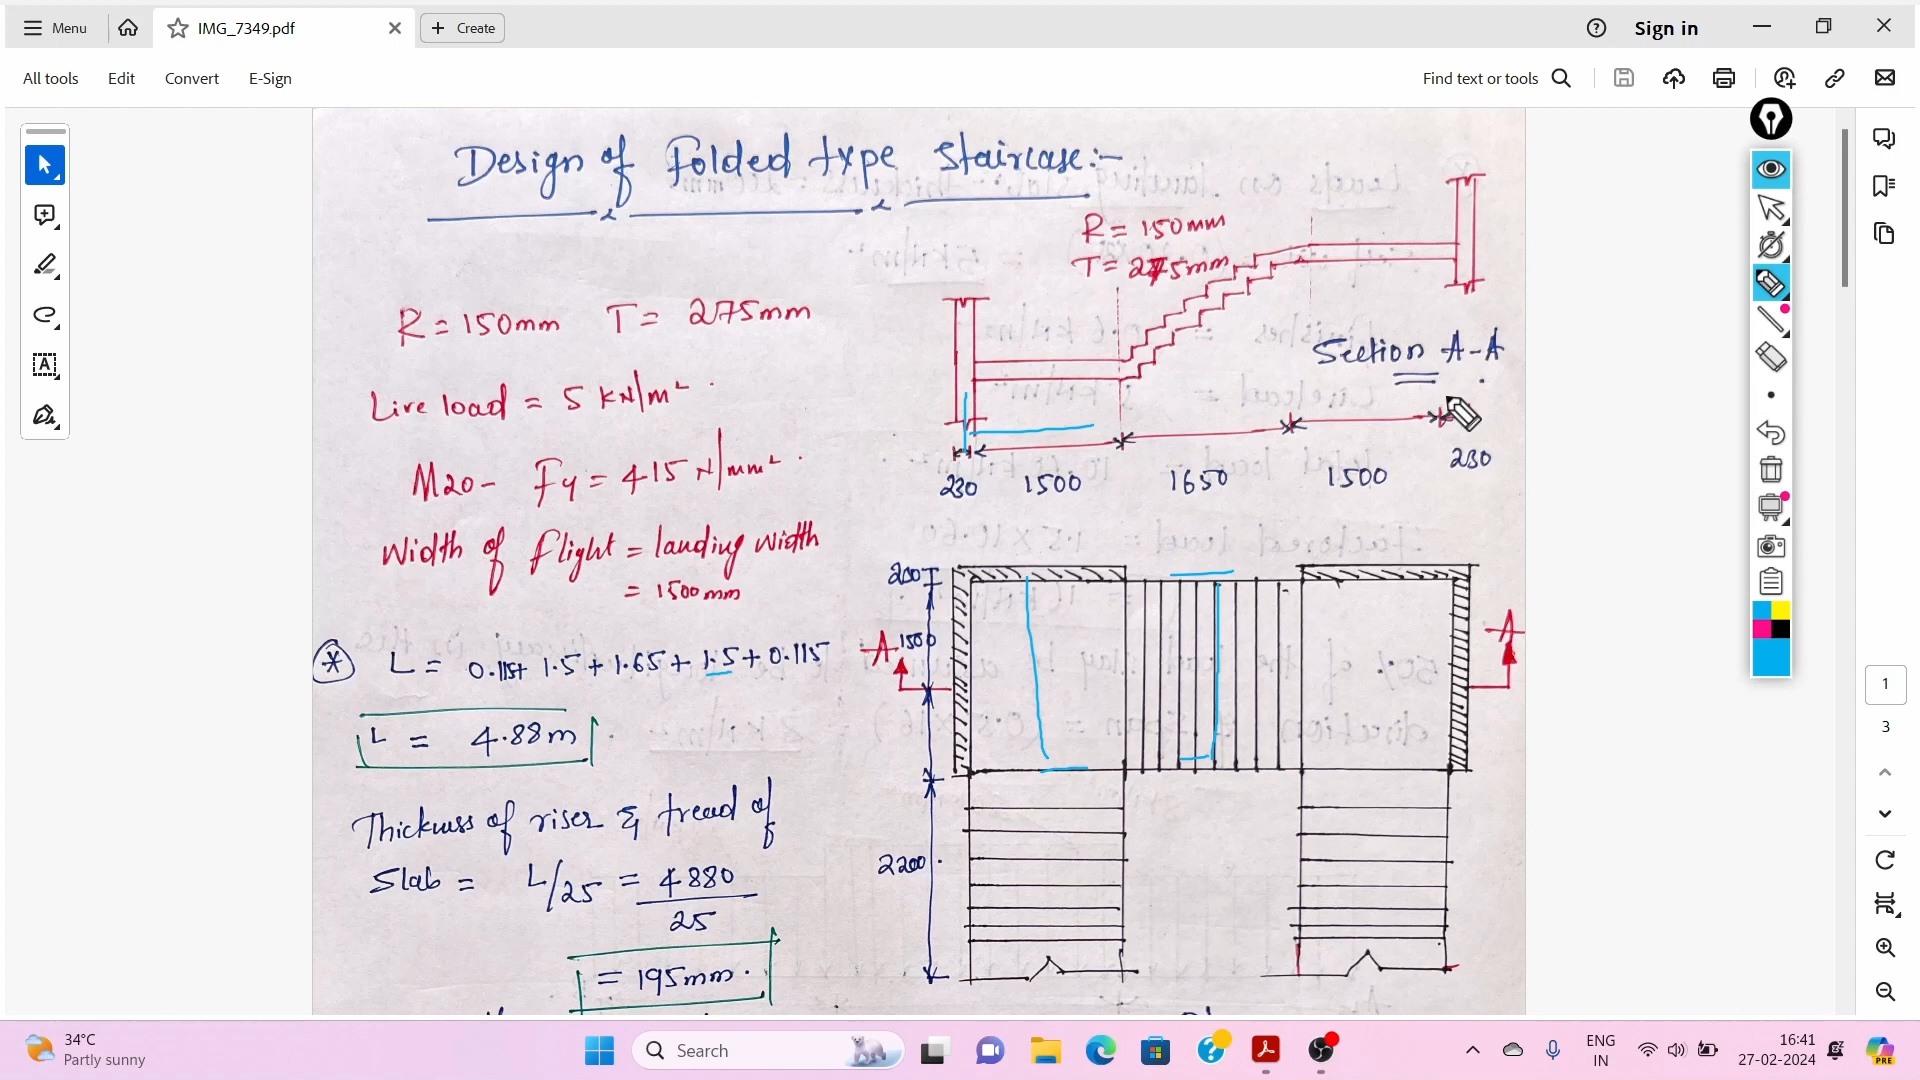 Menu
IMG_7349.pdf
Create
Sign in
All tools Edit Convert E-Sign
Find text or tools
Design of Folded type Staircase:-
R = 150mm
T = 275mm
R = 150mm T = 275mm
Section A-A
Live load = 5 kN/m²
230 1500 1650 1500 230
M20 - Fy = 415 N/mm²
Width of flight = landing width
= 1500mm
200
A 1500
A
* L = 0.115+ 1.5 + 1.65 + 1.5 + 0.115
L = 4.88m
Thickness of riser & tread of
Slab = L/25 = 4880
25
2200
= 195mm.
1
3
34°C
Partly sunny
Search
ENG
IN
16:41
27-02-2024
PRE